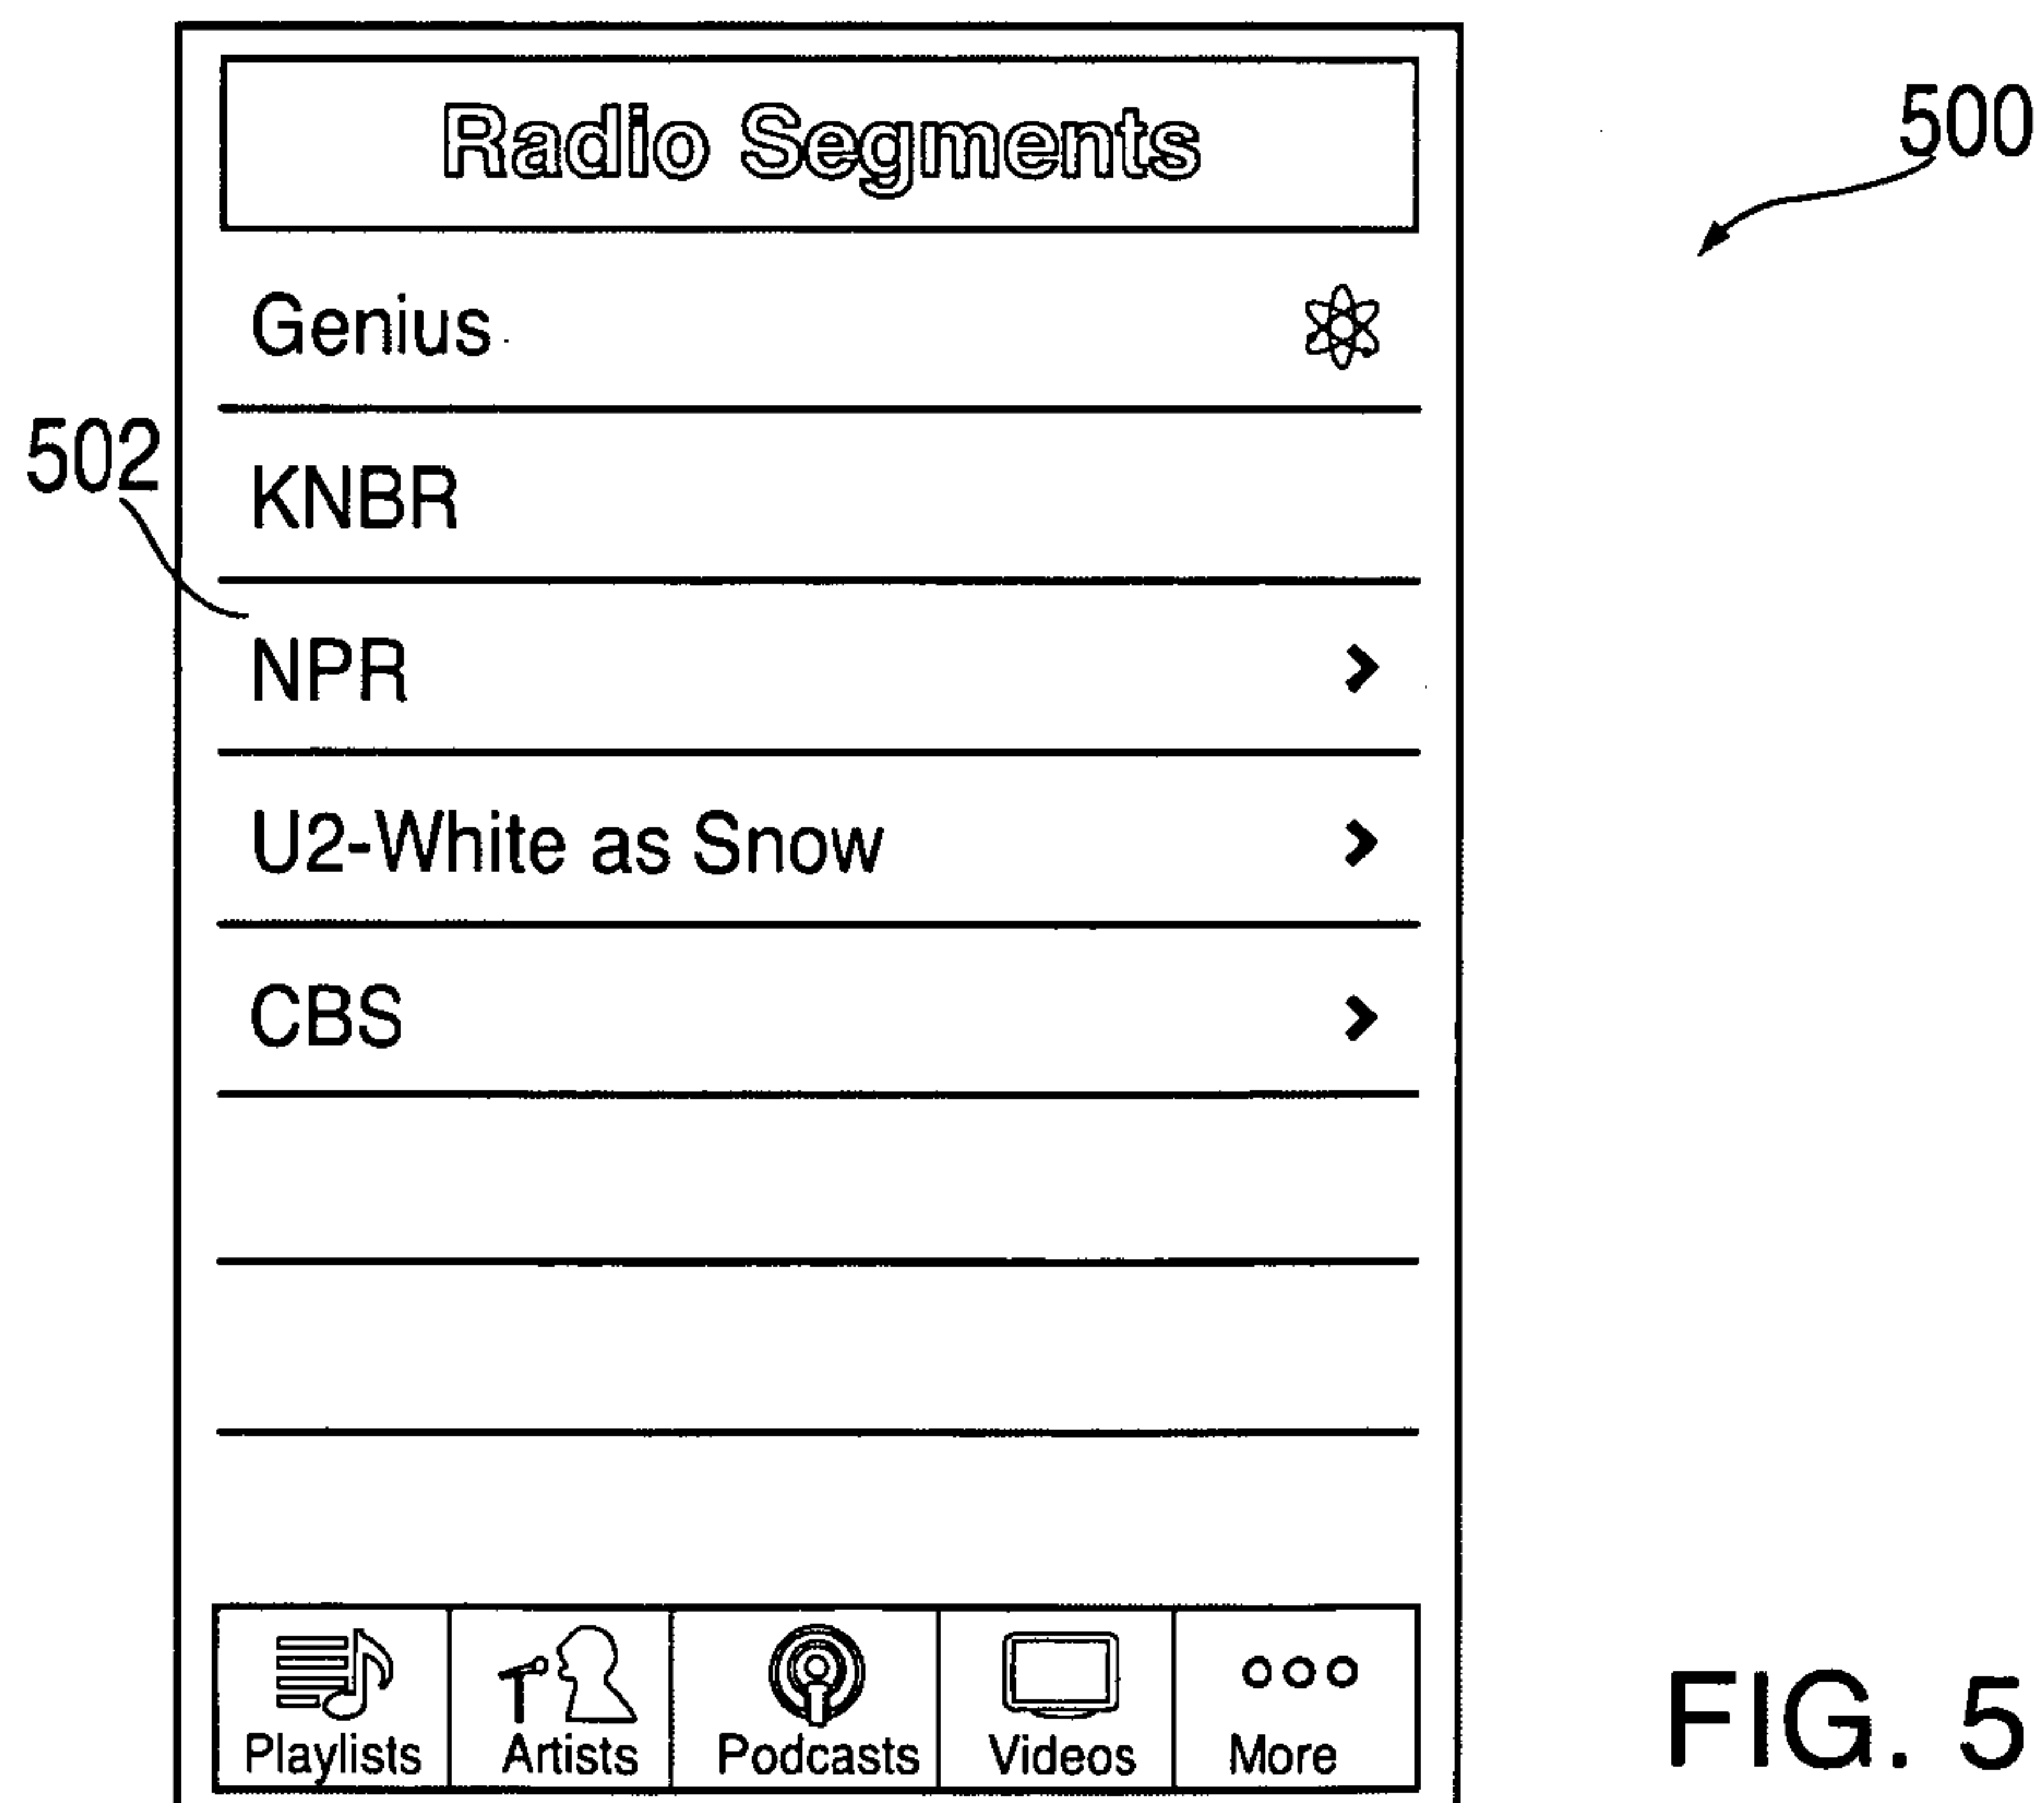 Radio Segments
500
Genius
502
KNBR
NPR
U2-White as Snow
CBS
Playlists
Artists
Podcasts
Videos
More
FIG. 5